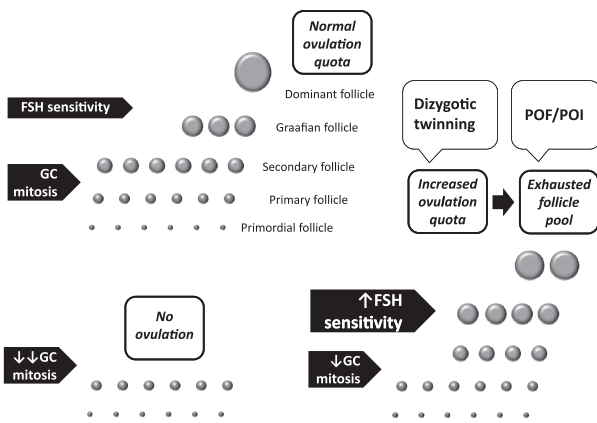 Normal
ovulation
quota
Dominant follicle
FSH sensitivity
Graafian follicle
GC
mitosis
Secondary follicle
Primary follicle
Primordial follicle
Dizygotic
twinning
POF/POI
Increased
ovulation
quota
Exhausted
follicle
pool
No
ovulation
↓↓GC
mitosis
↑FSH
sensitivity
↓GC
mitosis